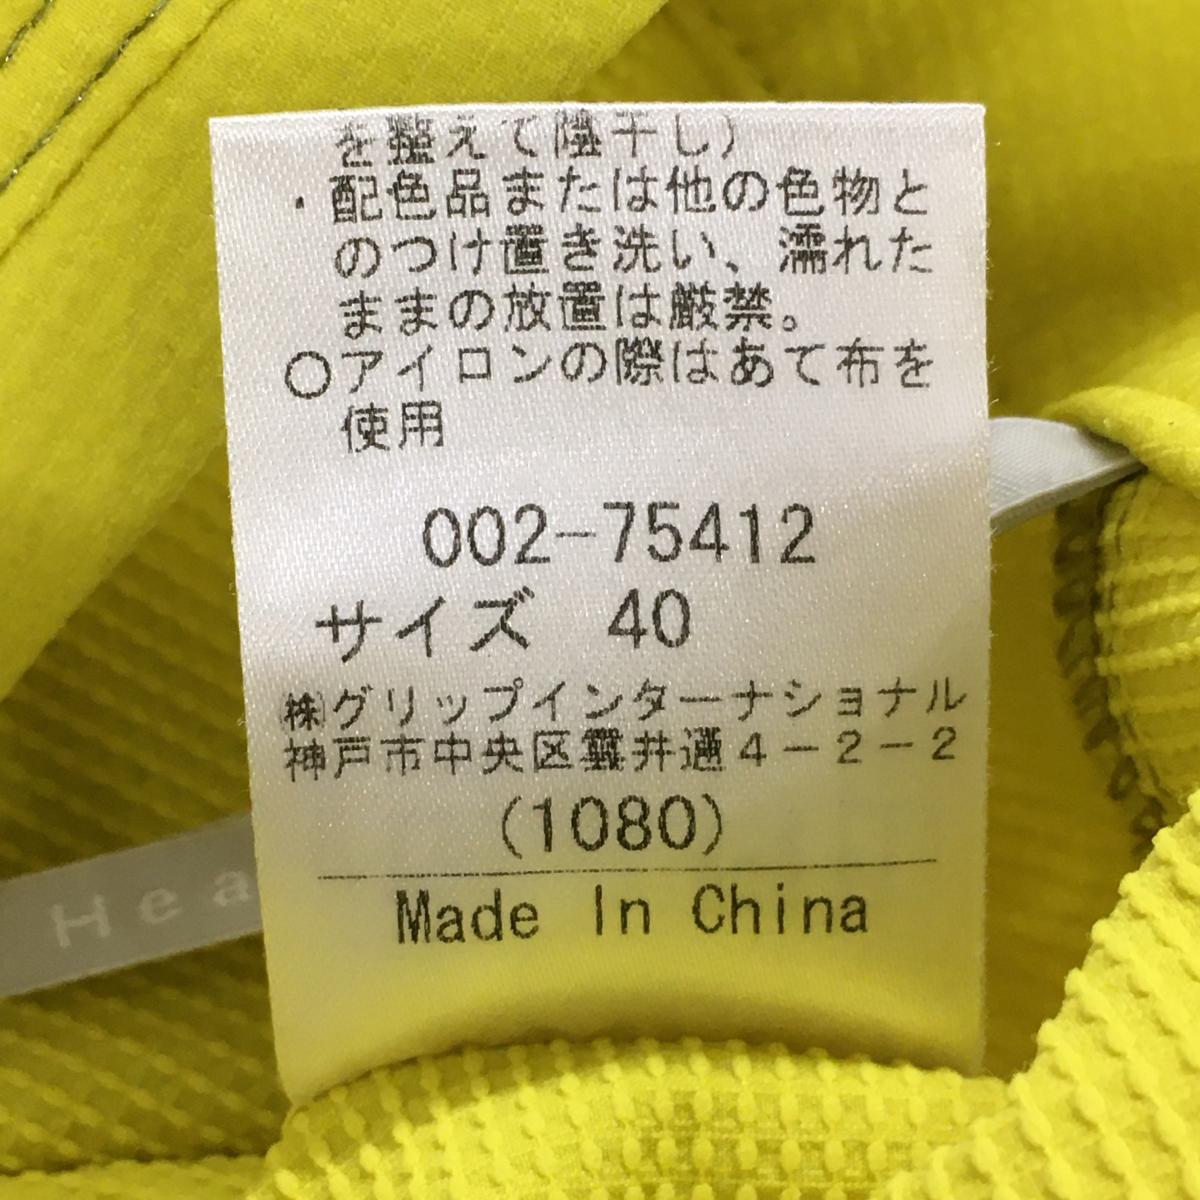 を整えて陰干し)
・配色品または他の色物と
のつけ置き洗い、濡れた
ままの放置は厳禁。
○アイロンの際はあて布を
使用
002-75412
サイズ 40
㈱グリップインターナショナル
神戸市中央区雲井通4-2-2
(1080)
Made In China
Hea